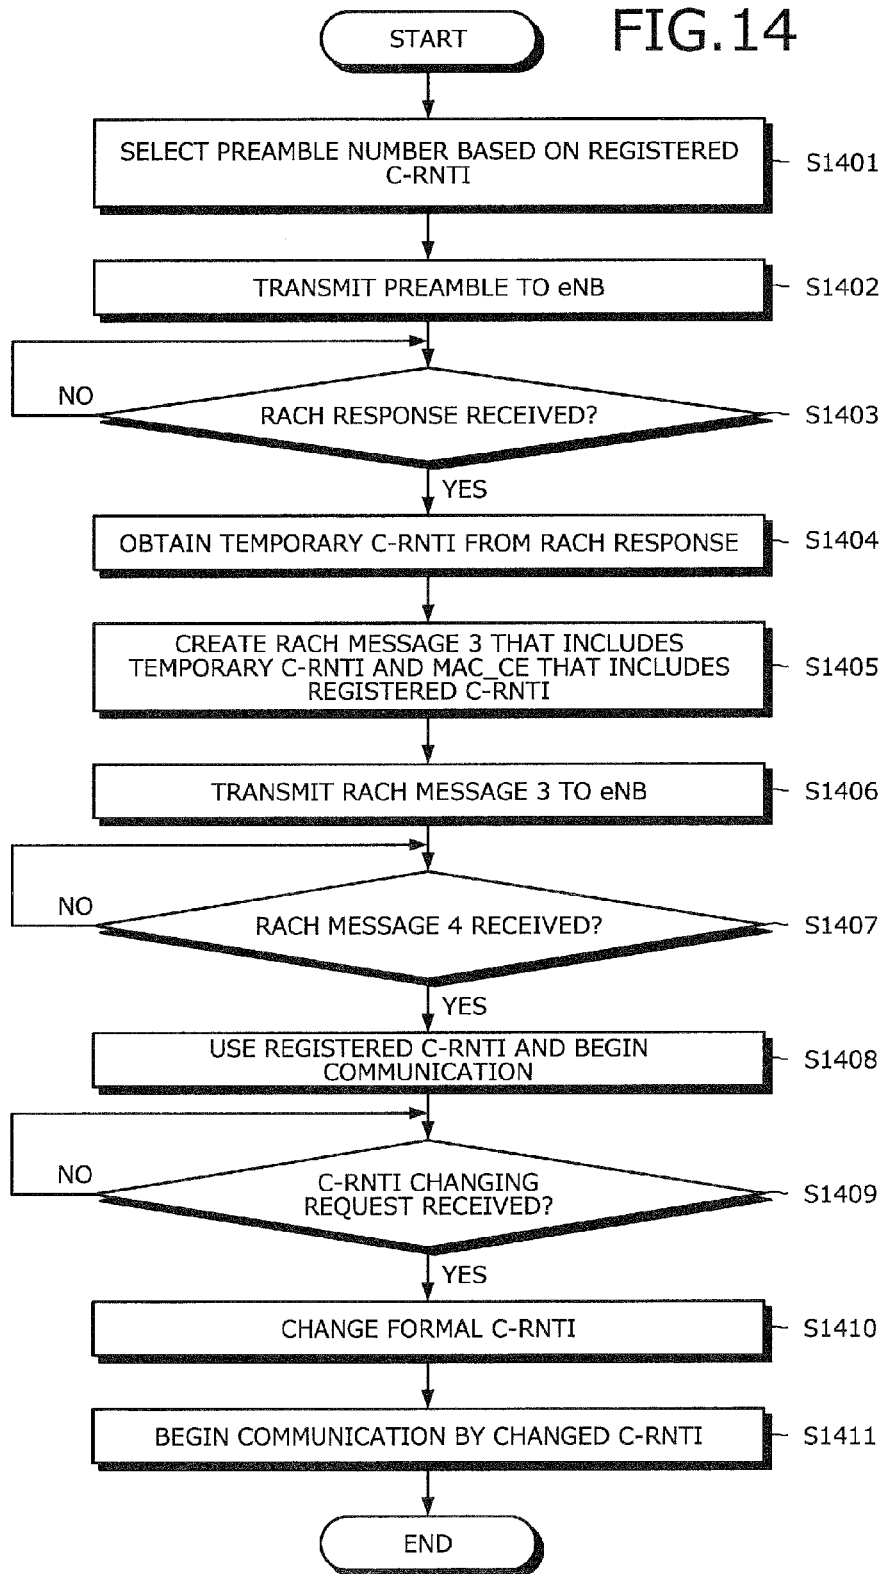 FIG.14
START
SELECT PREAMBLE NUMBER BASED ON REGISTERED
C-RNTI
S1401
TRANSMIT PREAMBLE TO eNB
S1402
NO
RACH RESPONSE RECEIVED?
S1403
YES
OBTAIN TEMPORARY C-RNTI FROM RACH RESPONSE
S1404
CREATE RACH MESSAGE 3 THAT INCLUDES
TEMPORARY C-RNTI AND MAC_CE THAT INCLUDES
REGISTERED C-RNTI
S1405
TRANSMIT RACH MESSAGE 3 TO eNB
S1406
NO
RACH MESSAGE 4 RECEIVED?
S1407
YES
USE REGISTERED C-RNTI AND BEGIN
COMMUNICATION
S1408
NO
C-RNTI CHANGING
REQUEST RECEIVED?
S1409
YES
CHANGE FORMAL C-RNTI
S1410
BEGIN COMMUNICATION BY CHANGED C-RNTI
S1411
END